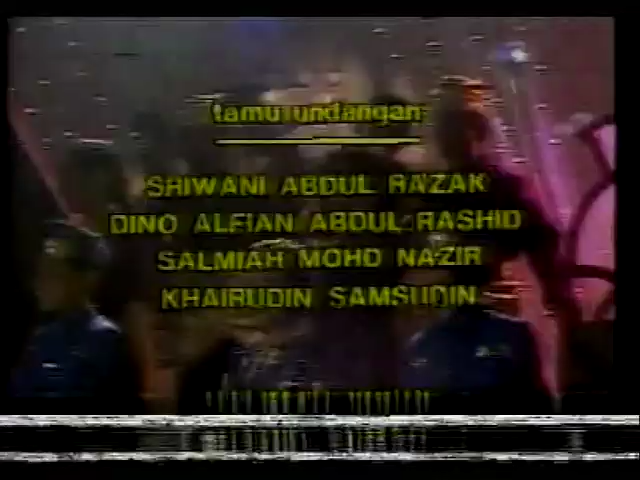 tamu undangan
SHIWANI ABDUL RAZAK
DINO ALFIAN ABDUL RASHID
SALMIAH MOHD NAZIR
KHAIRUDIN SAMSUDIN